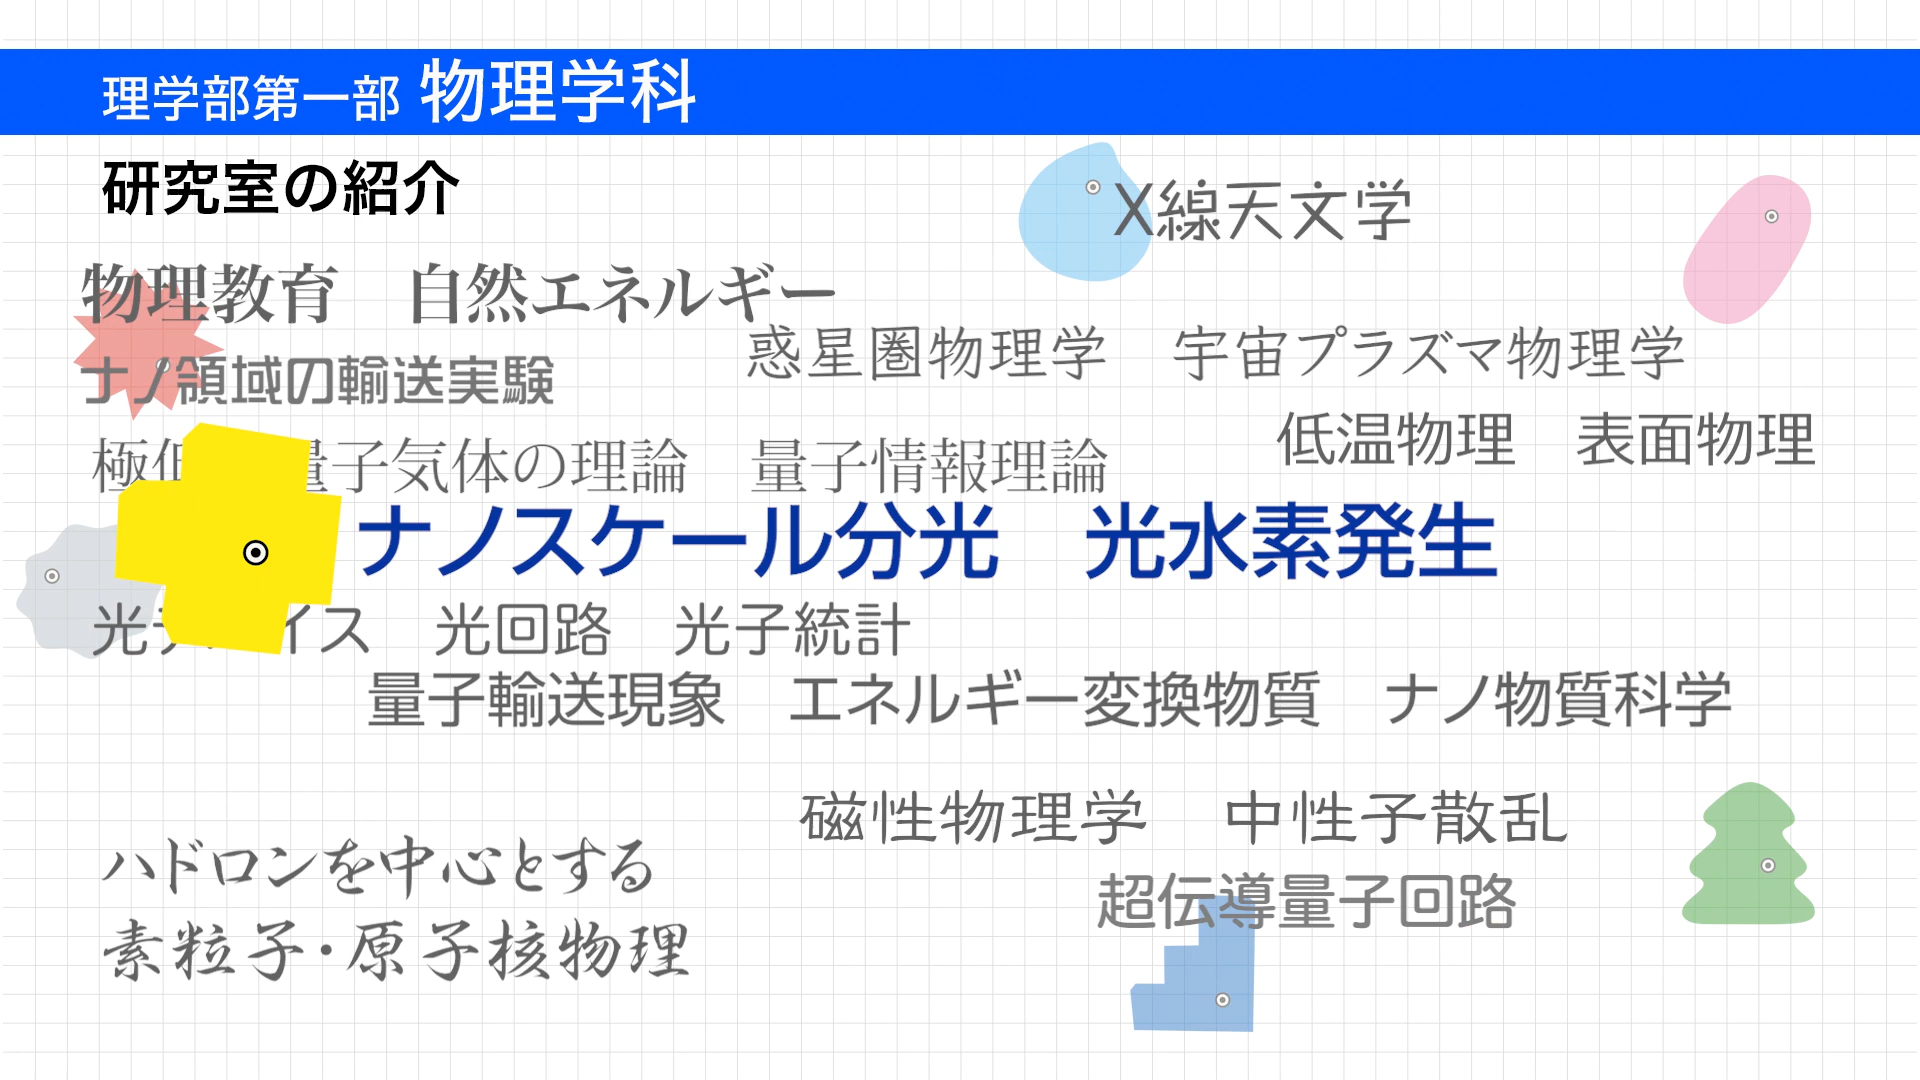 理学部第一部 物理学科
研究室の紹介
X線天文学
物理教育　自然エネルギー
惑星圏物理学　宇宙プラズマ物理学
ナノ領域の輸送実験
低温物理　表面物理
極低 量子気体の理論　量子情報理論
ナノスケール分光　光水素発生
光デ イス　光回路　光子統計
量子輸送現象　エネルギー変換物質　ナノ物質科学
磁性物理学　中性子散乱
ハドロンを中心とする
超伝導量子回路
素粒子・原子核物理